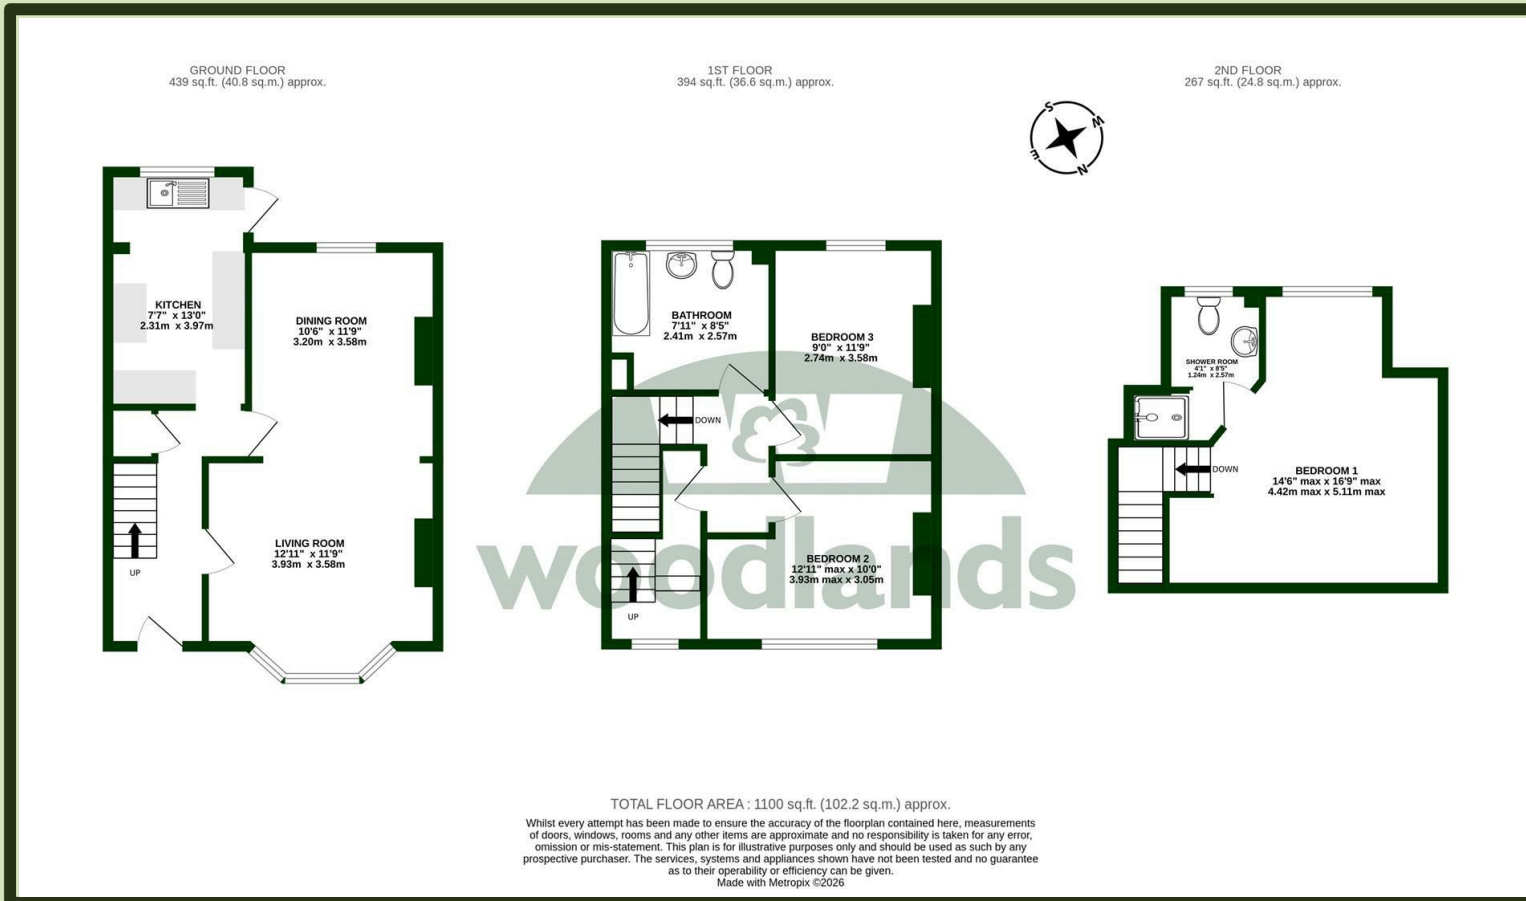 GROUND FLOOR
439 sq.ft. (40.8 sq.m.) approx.
1ST FLOOR
394 sq.ft. (36.6 sq.m.) approx.
2ND FLOOR
267 sq.ft. (24.8 sq.m.) approx.
S
W
E
N
KITCHEN
7'7" x 13'0"
2.31m x 3.97m
DINING ROOM
10'6" x 11'9"
3.20m x 3.58m
LIVING ROOM
12'11" x 11'9"
3.93m x 3.58m
UP
BATHROOM
7'11" x 8'5"
2.41m x 2.57m
BEDROOM 3
9'0" x 11'9"
2.74m x 3.58m
DOWN
BEDROOM 2
12'11" max x 10'0"
3.93m max x 3.05m
UP
woodlands
SHOWER ROOM
4'1" x 8'5"
1.24m x 2.57m
DOWN
BEDROOM 1
14'6" max x 16'9" max
4.42m max x 5.11m max
TOTAL FLOOR AREA : 1100 sq.ft. (102.2 sq.m.) approx.
Whilst every attempt has been made to ensure the accuracy of the floorplan contained here, measurements
of doors, windows, rooms and any other items are approximate and no responsibility is taken for any error,
omission or mis-statement. This plan is for illustrative purposes only and should be used as such by any
prospective purchaser. The services, systems and appliances shown have not been tested and no guarantee
as to their operability or efficiency can be given.
Made with Metropix ©2026